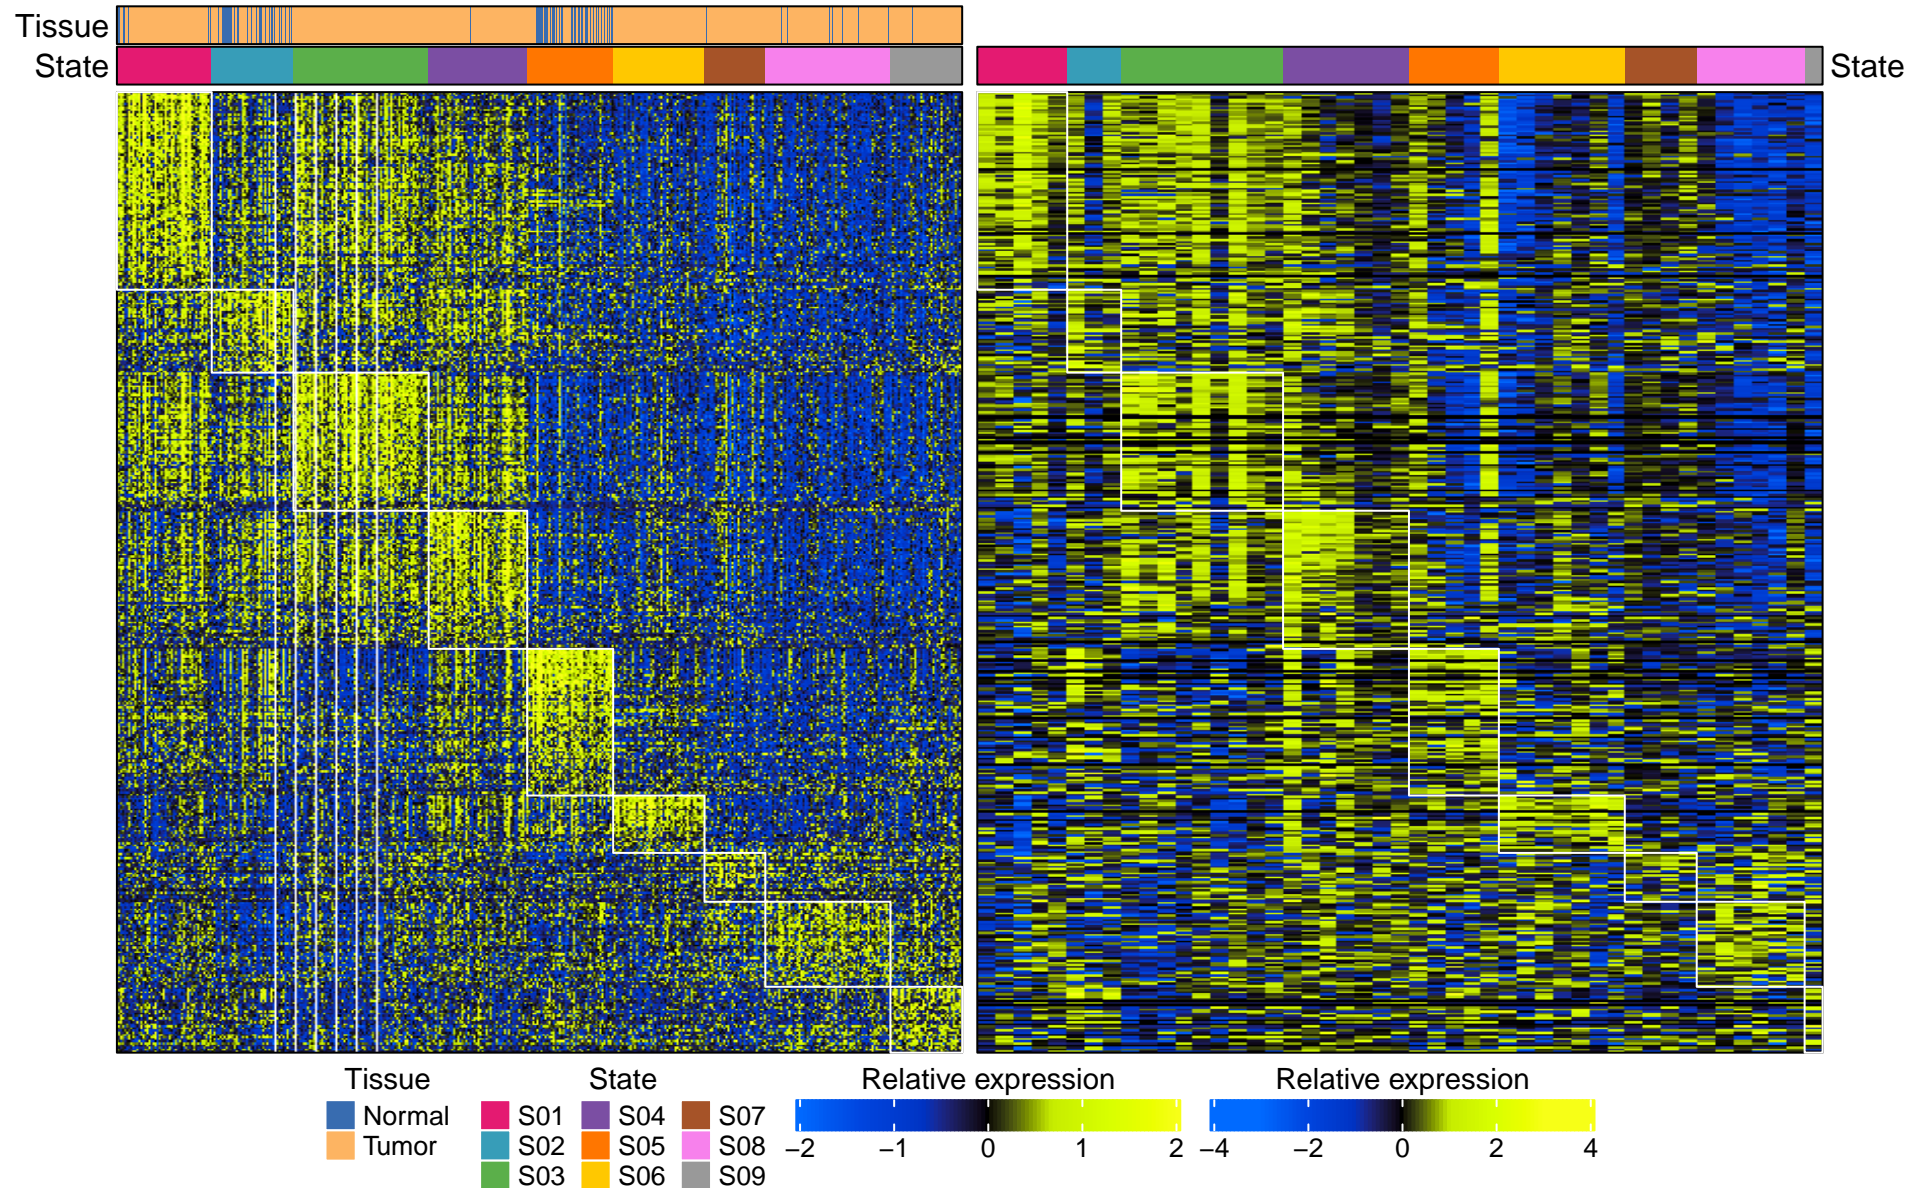 Tissue
State
State
Tissue
Normal
Tumor
State
S01 S04 S07
S02 S05 S08
S03 S06 S09
Relative expression
−2 −1 0 1 2
Relative expression
−4 −2 0 2 4